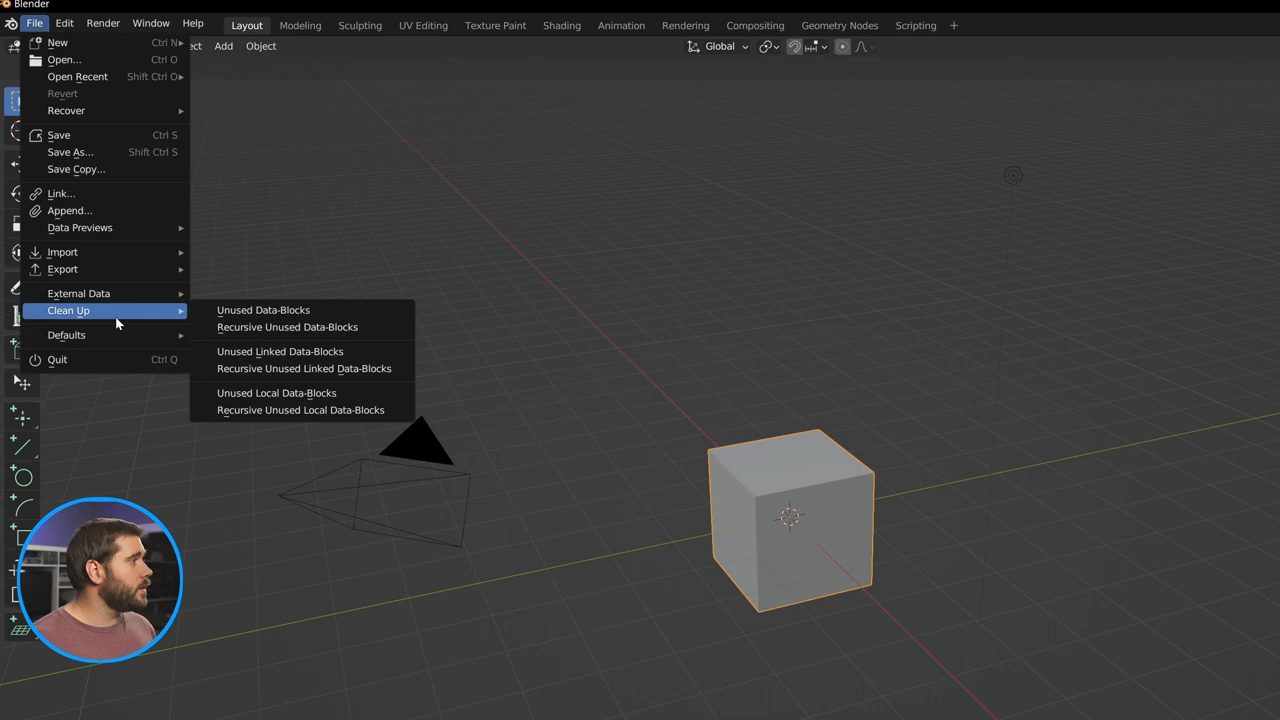 Blender
File Edit Render Window Help Layout Modeling Sculpting UV Editing Texture Paint Shading Animation Rendering Compositing Geometry Nodes Scripting +
Add Object Global
New Ctrl N
Open... Ctrl O
Open Recent Shift Ctrl O
Revert
Recover
Save Ctrl S
Save As... Shift Ctrl S
Save Copy...
Link...
Append...
Data Previews
Import
Export
External Data
Clean Up
Defaults
Quit Ctrl Q
Unused Data-Blocks
Recursive Unused Data-Blocks
Unused Linked Data-Blocks
Recursive Unused Linked Data-Blocks
Unused Local Data-Blocks
Recursive Unused Local Data-Blocks